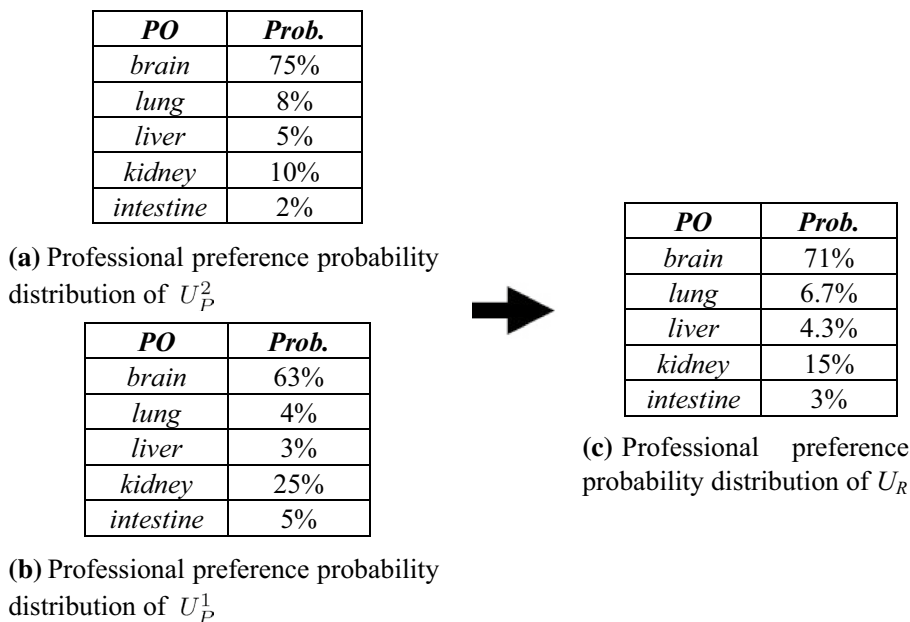 PO Prob.
brain 75%
lung 8%
liver 5%
kidney 10%
intestine 2%
(a) Professional preference probability
distribution of $U_P^2$
PO Prob.
brain 63%
lung 4%
liver 3%
kidney 25%
intestine 5%
(b) Professional preference probability
distribution of $U_P^1$
PO Prob.
brain 71%
lung 6.7%
liver 4.3%
kidney 15%
intestine 3%
(c) Professional preference
probability distribution of $U_R$